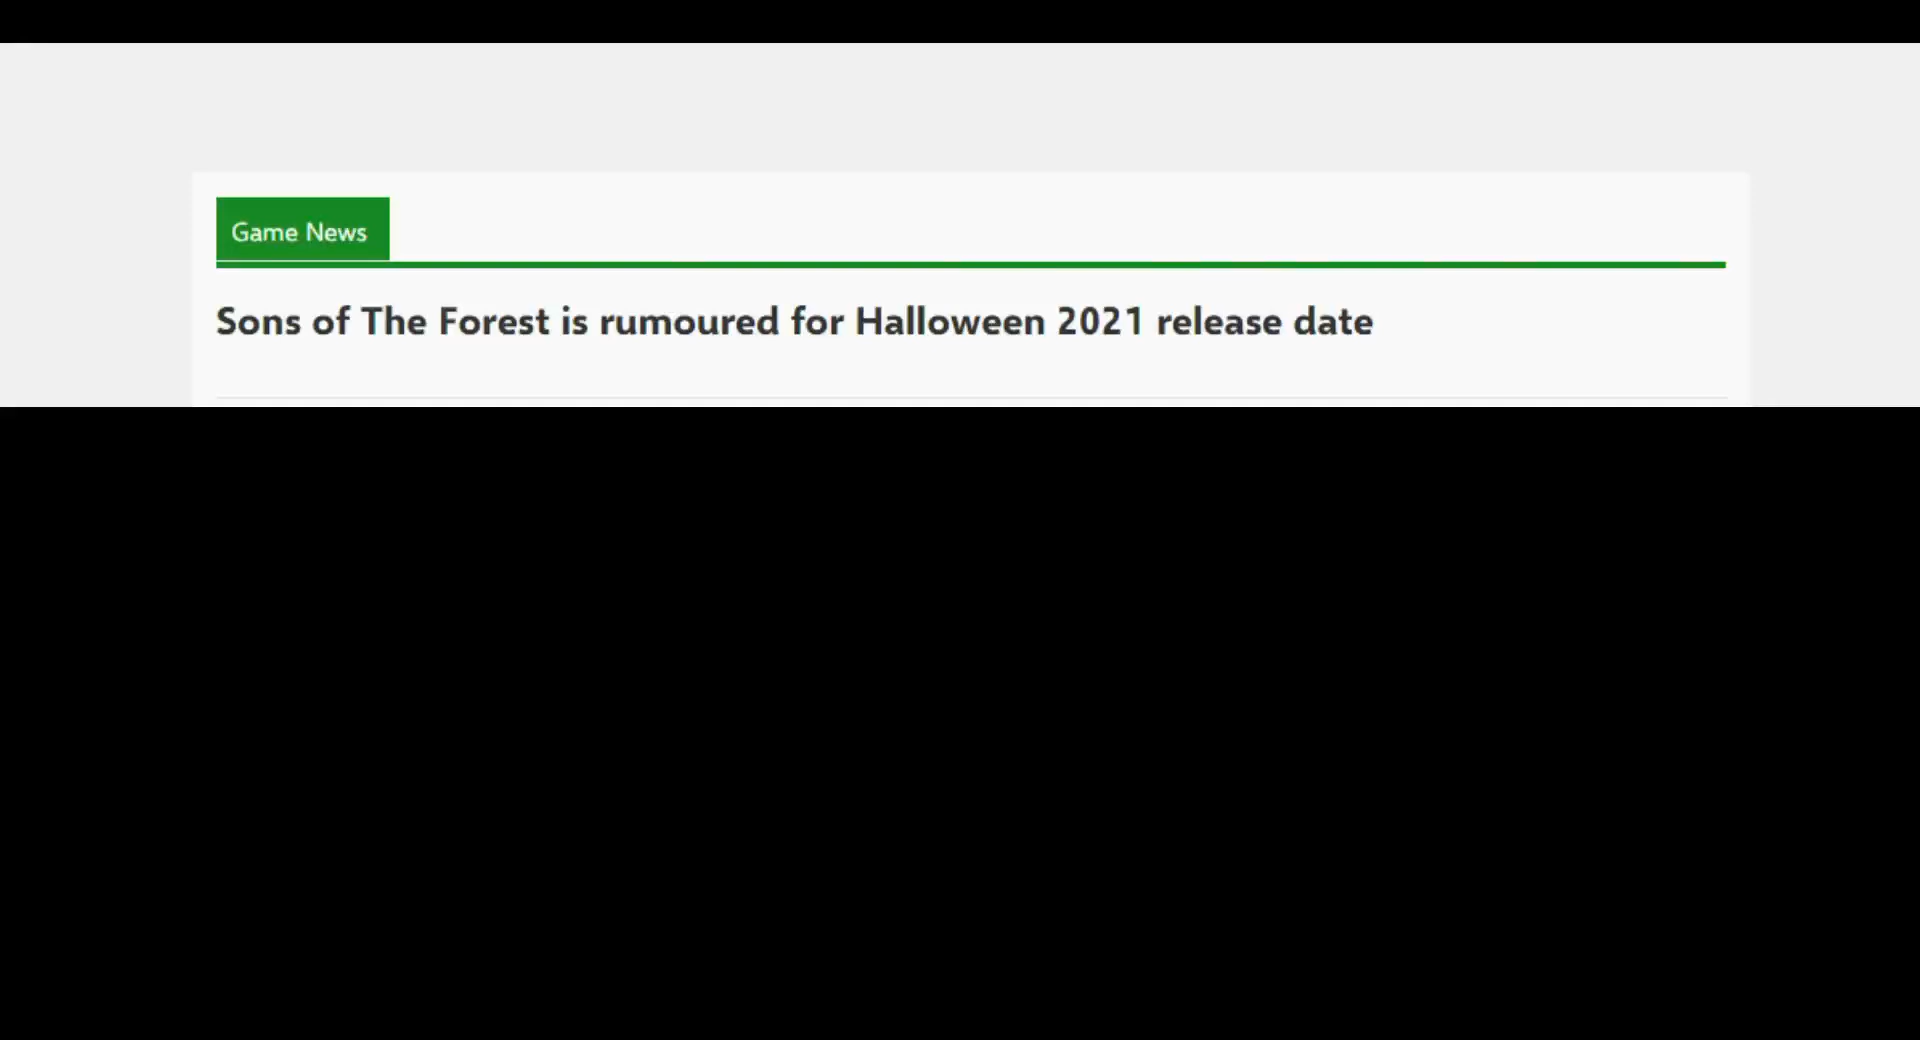 Game News
Sons of The Forest is rumoured for Halloween 2021 release date